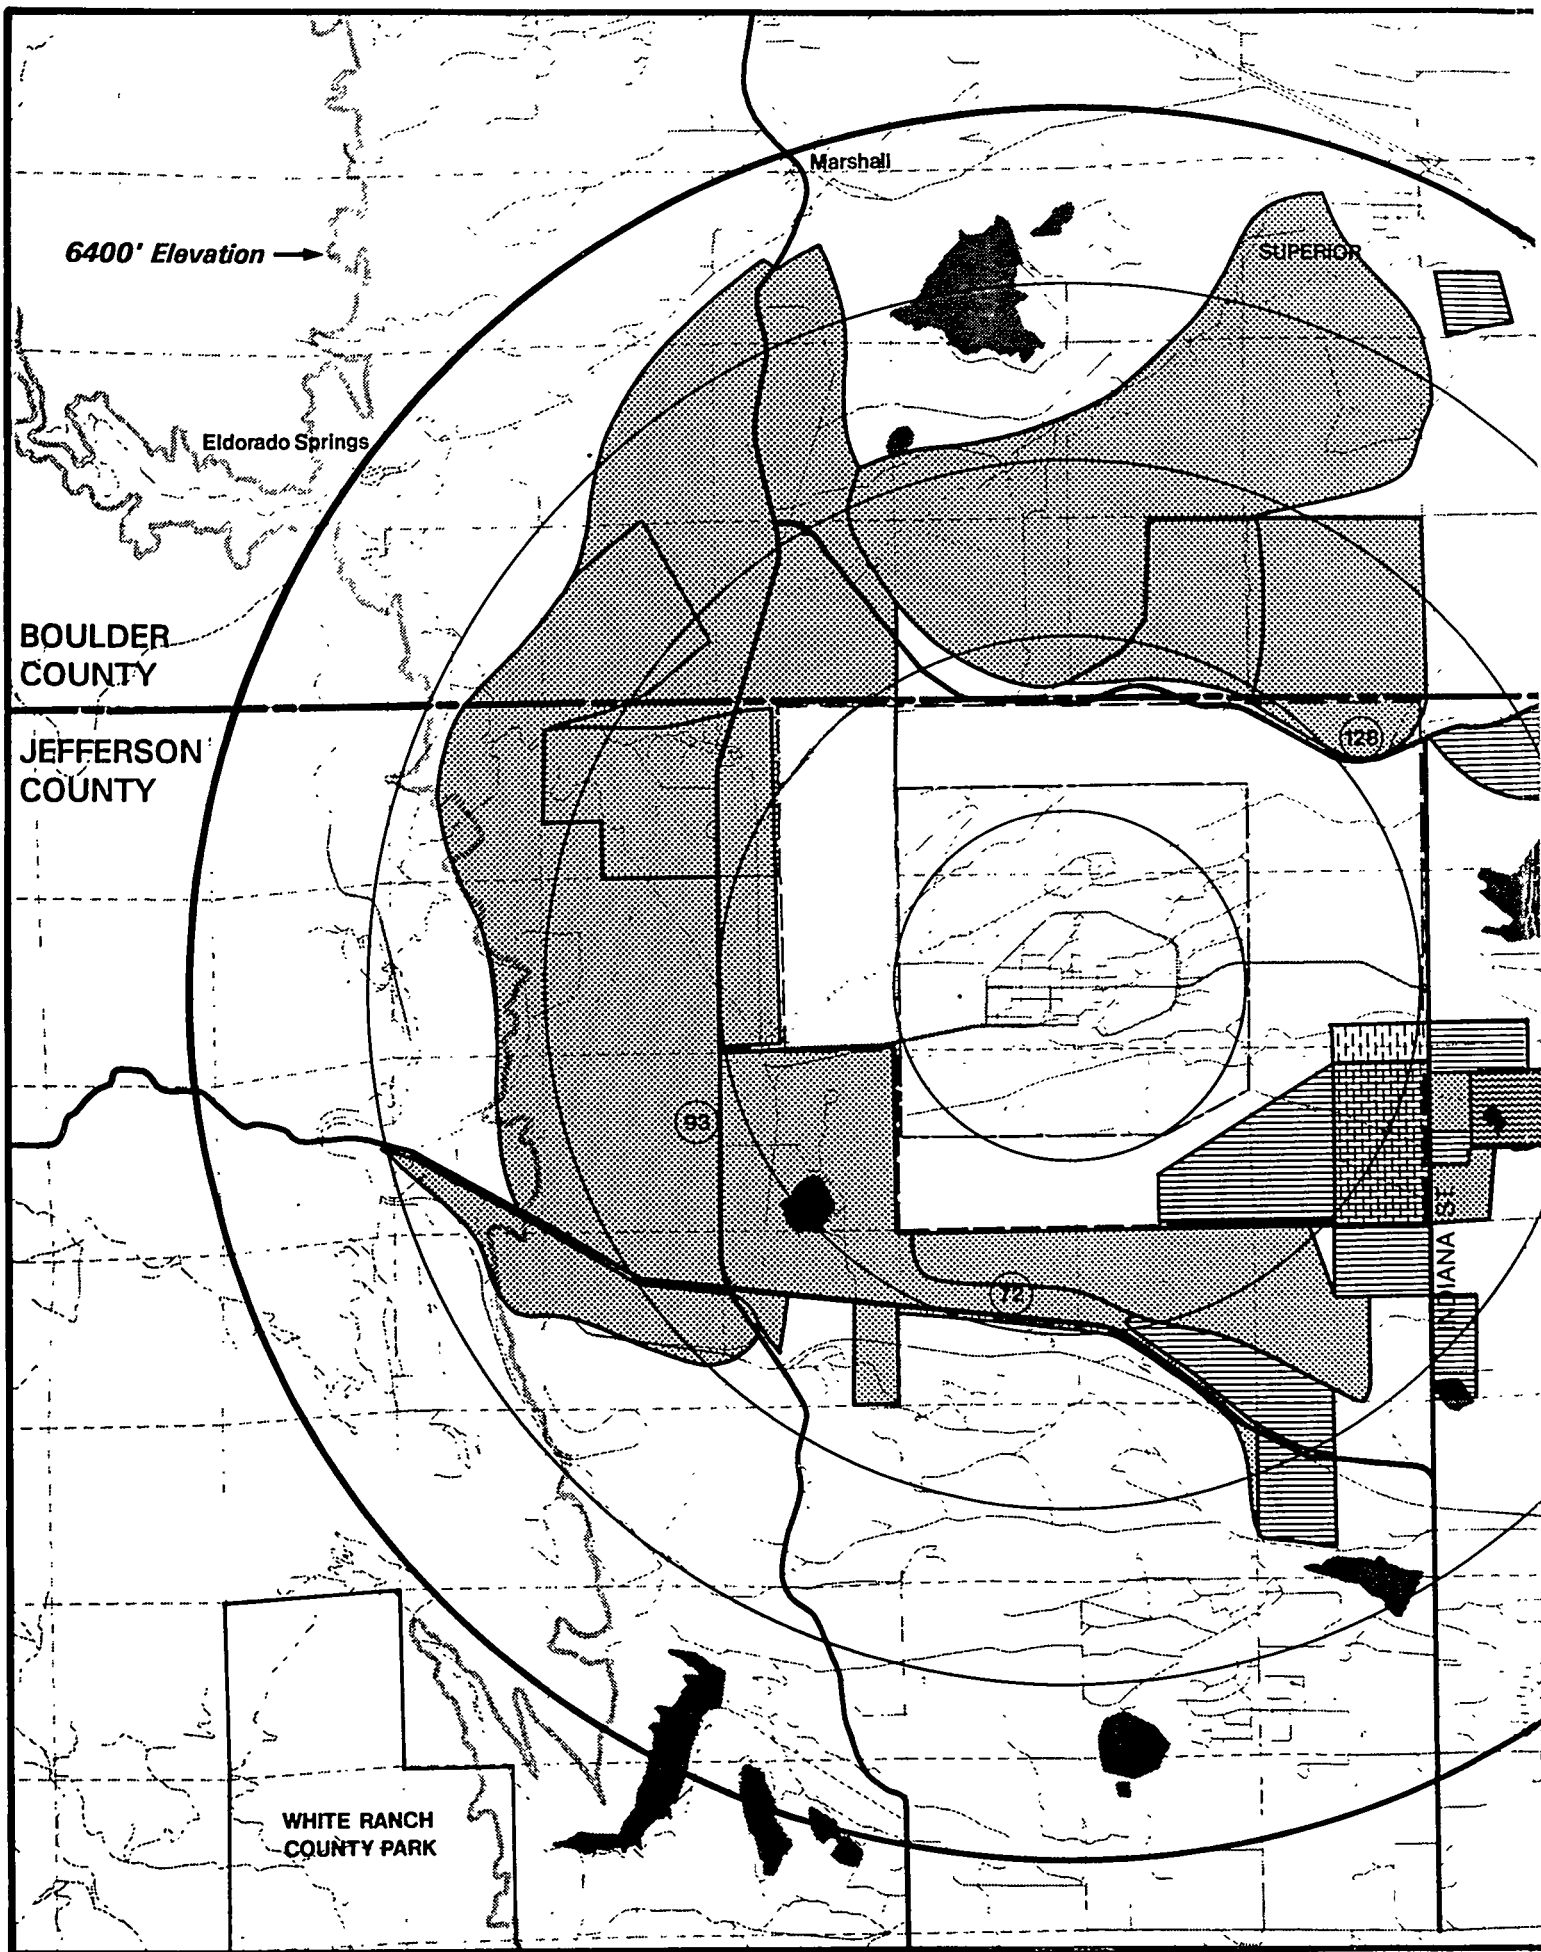 Marshall
6400' Elevation
SUPERIOR
Eldorado Springs
BOULDER
COUNTY
JEFFERSON
COUNTY
128
93
72
INDIANA ST
WHITE RANCH
COUNTY PARK